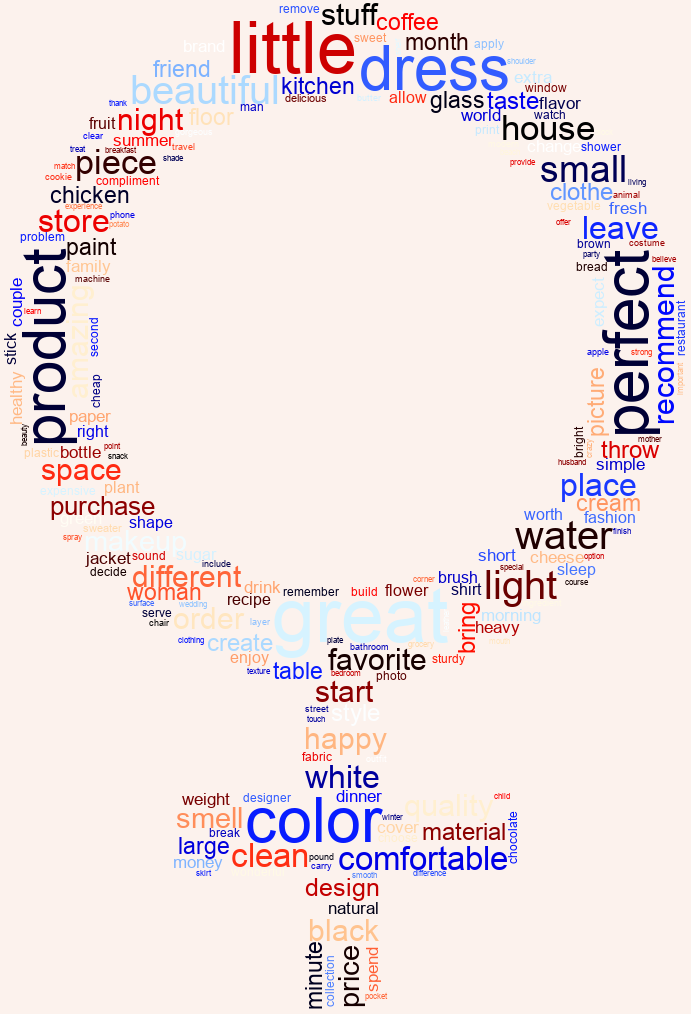 remove
stuff
coffee
little
sweet
brand
month
apply
dress
shoulder
friend
extra
beautiful
kitchen
window
delicious
allow
glass
taste
flavor
thank
man
night
floor
fruit
world
watch
print
house
clear
summer
travel
change
shower
treat
breakfast
piece
shade
provide
small
match
cookie
compliment
living
chicken
clothe
animal
experience
vegetable
fresh
store
phone
potato
offer
leave
problem
paint
brown
costume
party
believe
family
bread
machine
product
perfect
couple
amazing
expect
recommend
restaurant
learn
second
stick
apple
strong
important
healthy
cheap
picture
paper
right
beauty
bright
crazy
mother
plastic
bottle
point
snack
throw
husband
simple
space
expensive
plant
place
purchase
cream
shape
worth
fashion
sweater
spray
makeup
water
finish
jacket
sound
sugar
short
cheese
option
decide
include
special
sleep
different
brush
course
woman
drink
remember
build
flower
corner
shirt
light
recipe
surface
wedding
serve
order
great
bring
morning
chair
layer
heavy
clothing
create
plate
bathroom
grocery
enjoy
favorite
sturdy
texture
table
bedroom
photo
start
street
style
touch
happy
fabric
white
weight
designer
dinner
child
smell
color
quality
winter
break
cover
material
chocolate
large
clean
pound
comfortable
money
carry
skirt
smooth
difference
design
natural
black
minute
collection
price
spend
pocket